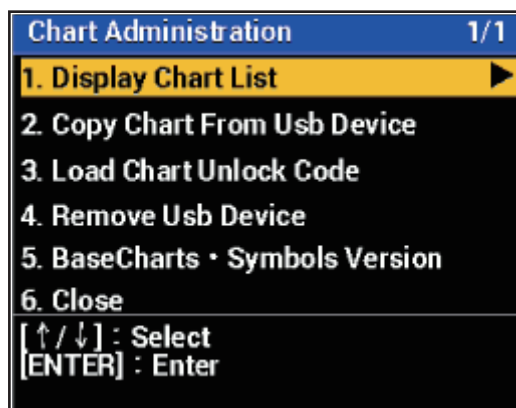 Chart Administration 1/1
1. Display Chart List ▶
2. Copy Chart From Usb Device
3. Load Chart Unlock Code
4. Remove Usb Device
5. BaseCharts・Symbols Version
6. Close
[↑/↓] : Select
[ENTER] : Enter